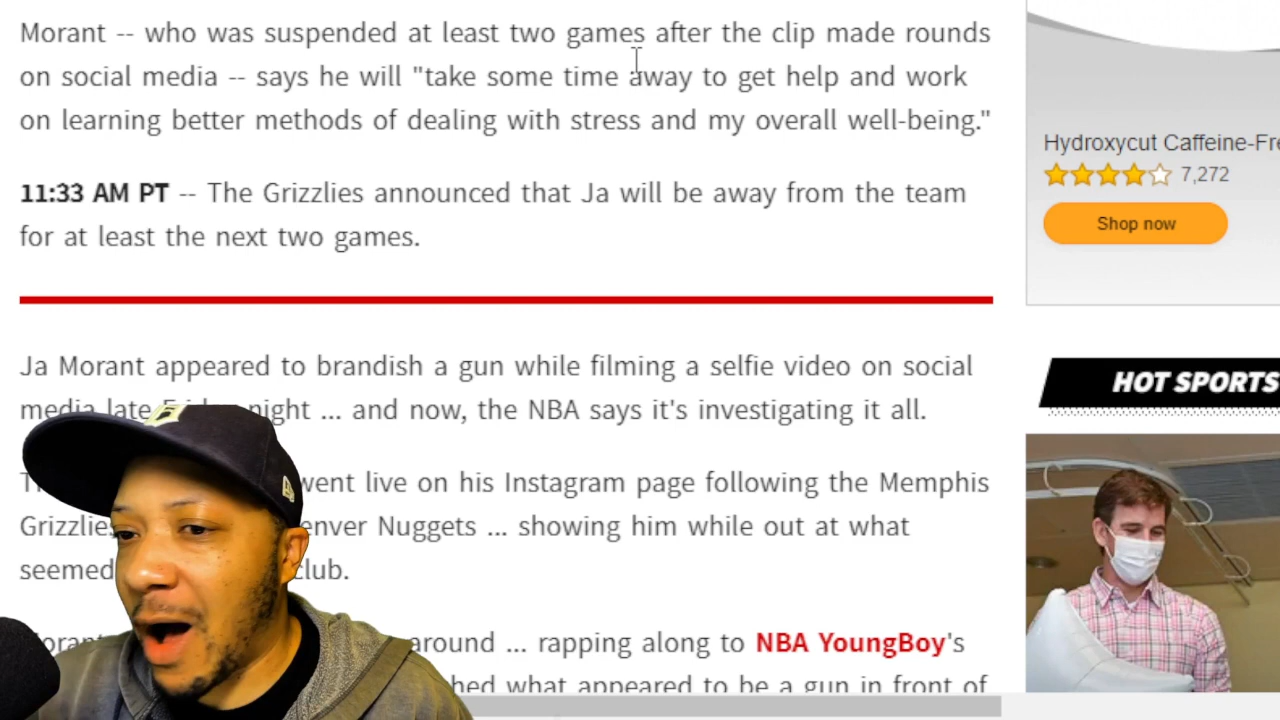 Morant -- who was suspended at least two games after the clip made rounds
on social media -- says he will "take some time away to get help and work
on learning better methods of dealing with stress and my overall well-being."
11:33 AM PT -- The Grizzlies announced that Ja will be away from the team
for at least the next two games.
Ja Morant appeared to brandish a gun while filming a selfie video on social
media late night ... and now, the NBA says it's investigating it all.
went live on his Instagram page following the Memphis
Grizzlies Denver Nuggets ... showing him while out at what
seemed club.
around ... rapping along to NBA YoungBoy's
what appeared to be a gun in front of
Hydroxycut Caffeine-Fre
7,272
Shop now
HOT SPORTS